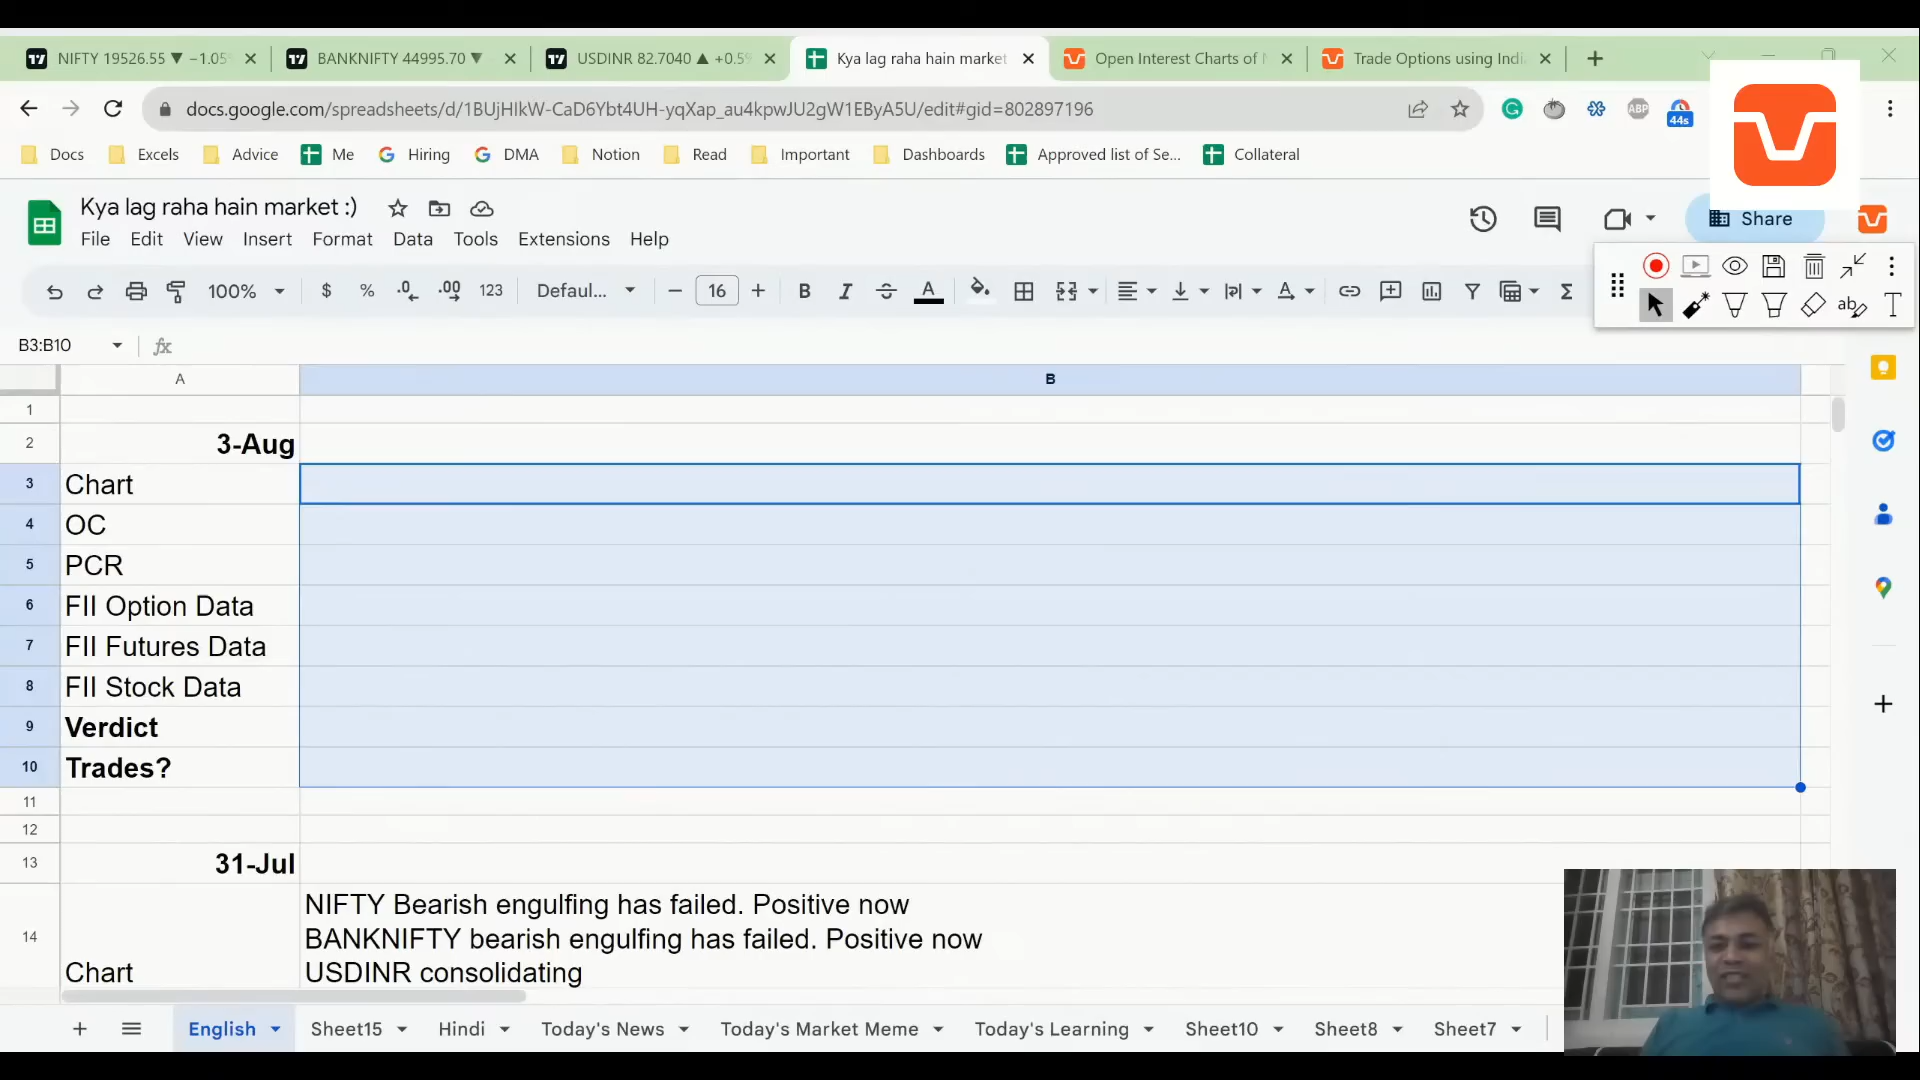 NIFTY 19526.55 ▼ −1.05
BANKNIFTY 44995.70 ▼
USDINR 82.7040 ▲ +0.5
Kya lag raha hain market
Open Interest Charts of
Trade Options using Indi
docs.google.com/spreadsheets/d/1BUjHIkW-CaD6Ybt4UH-yqXap_au4kpwJU2gW1EByA5U/edit#gid=802897196
ABP
44s
Docs
Excels
Advice
Me
Hiring
DMA
Notion
Read
Important
Dashboards
Approved list of Se...
Collateral
Kya lag raha hain market :)
Share
File Edit View Insert Format Data Tools Extensions Help
100% $ % .0 .00 123 Defaul... 16 B I A Σ
ab T
B3:B10 fx
A B
1
2 3-Aug
3 Chart
4 OC
5 PCR
6 FII Option Data
7 FII Futures Data
8 FII Stock Data
9 Verdict
10 Trades?
11
12
13 31-Jul
NIFTY Bearish engulfing has failed. Positive now
14 BANKNIFTY bearish engulfing has failed. Positive now
Chart USDINR consolidating
English Sheet15 Hindi Today's News Today's Market Meme Today's Learning Sheet10 Sheet8 Sheet7